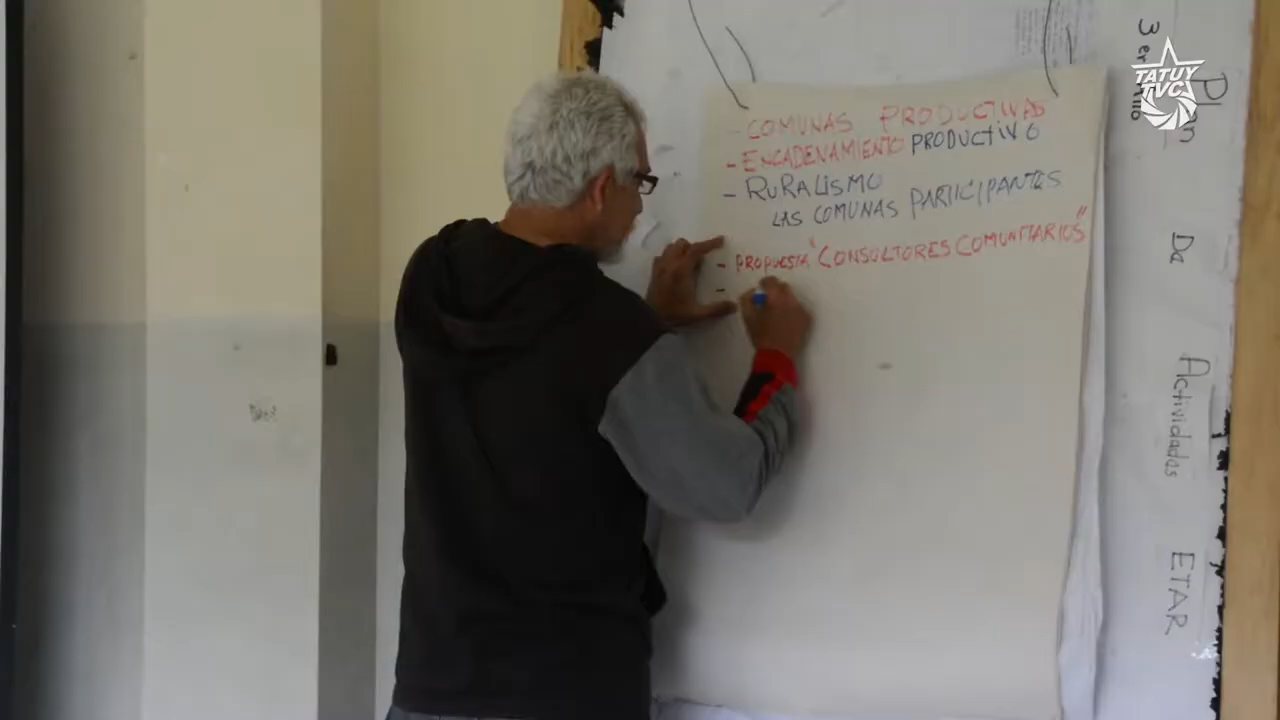 - COMUNAS PRODUCTIVAS
- ENCADENAMIENTO PRODUCTIVO
- RURALISMO
LAS COMUNAS PARTICIPANTES
- PROPUESTA "CONSULTORES COMUNITARIOS"
-
TATUY
TVC
Plan De Actividades ETAR